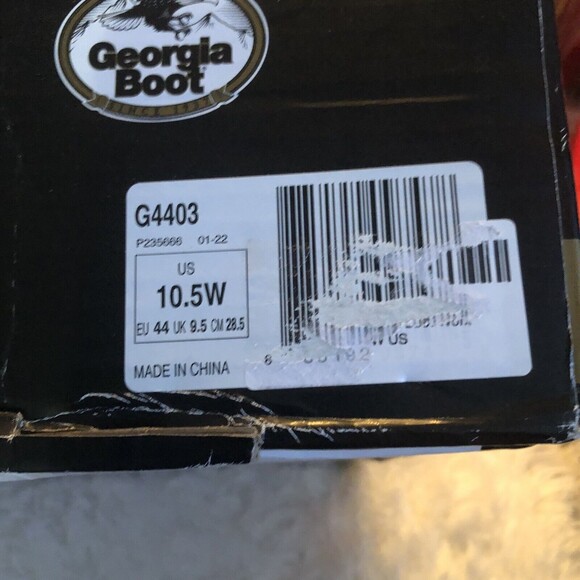 Georgia
Boot
G4403
P235666 01-22
US
10.5W
EU 44 UK 9.5 CM 28.5
MADE IN CHINA
US
8